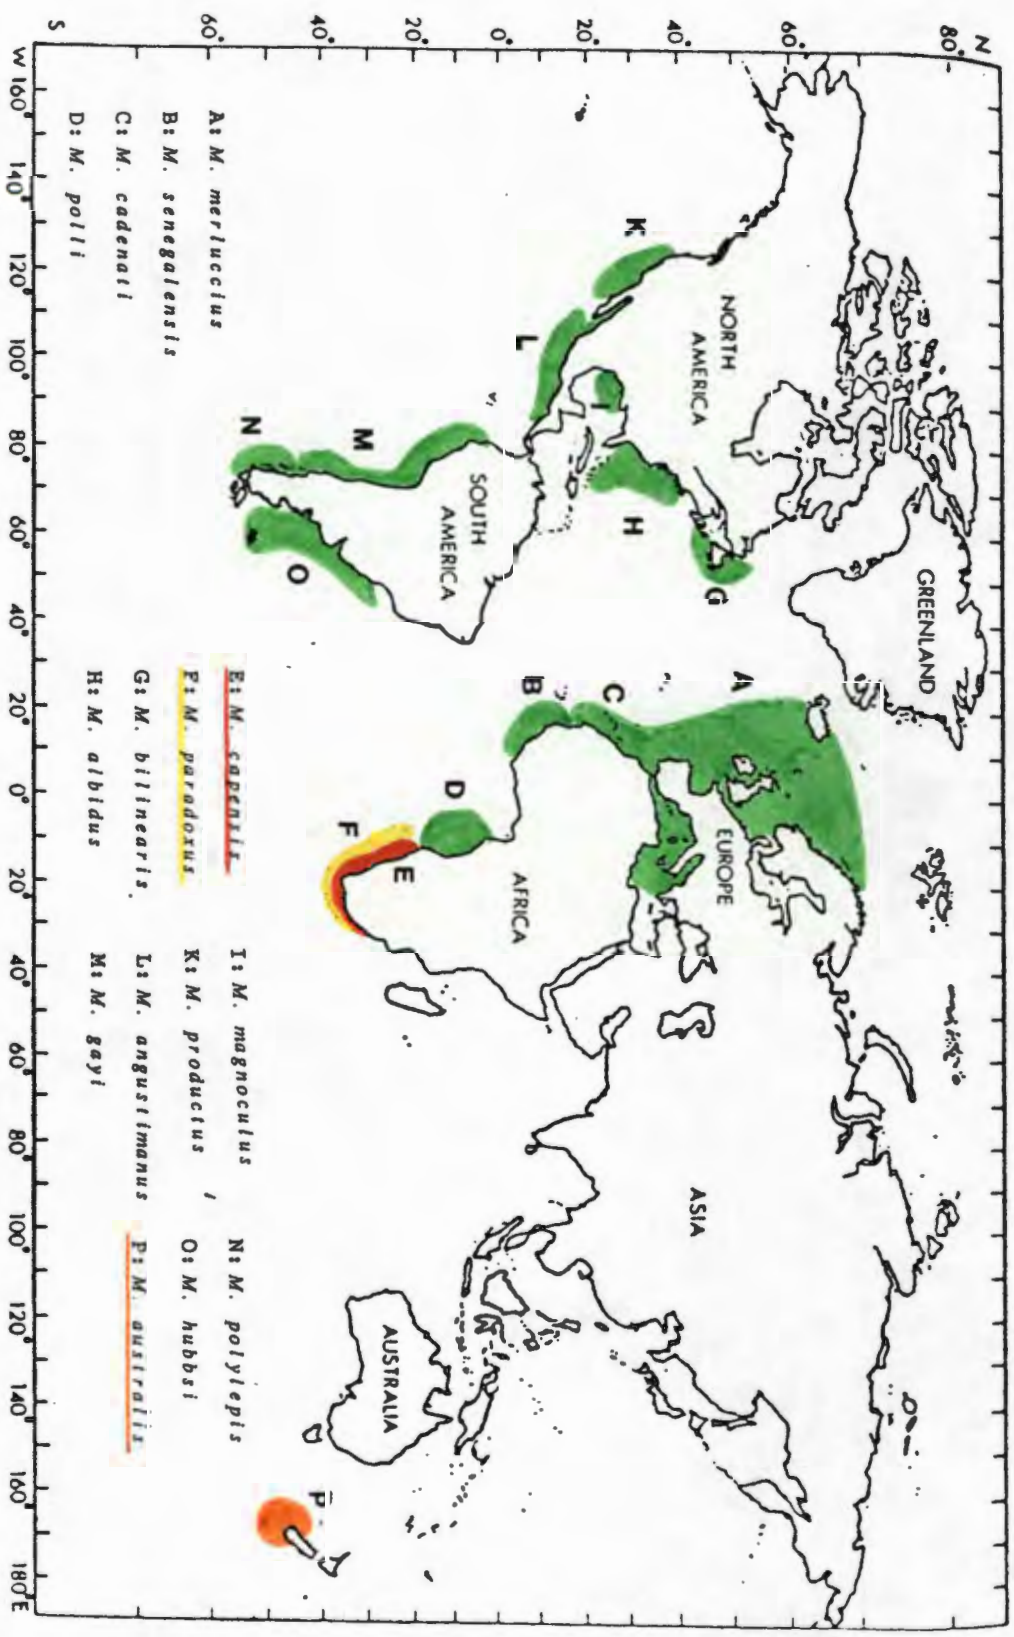 N
80°
60°
40°
20°
0°
20°
40°
60°
S
GREENLAND
NORTH
AMERICA
EUROPE
ASIA
AFRICA
SOUTH
AMERICA
AUSTRALIA
K
L
I
H
G
M
N
O
A
C
B
D
F
E
P
A: M. merluccius
B: M. senegalensis
C: M. cadenati
D: M. polli
E: M. capensis
F: M. paradoxus
G: M. bilinearis
H: M. albidus
I: M. magnoculus
K: M. productus
L: M. angustimanus
M: M. gayi
N: M. polylepis
O: M. hubbsi
P: M. australis
W 160° 140° 120° 100° 80° 60° 40° 20° 0° 20° 40° 60° 80° 100° 120° 140° 160° 180°E